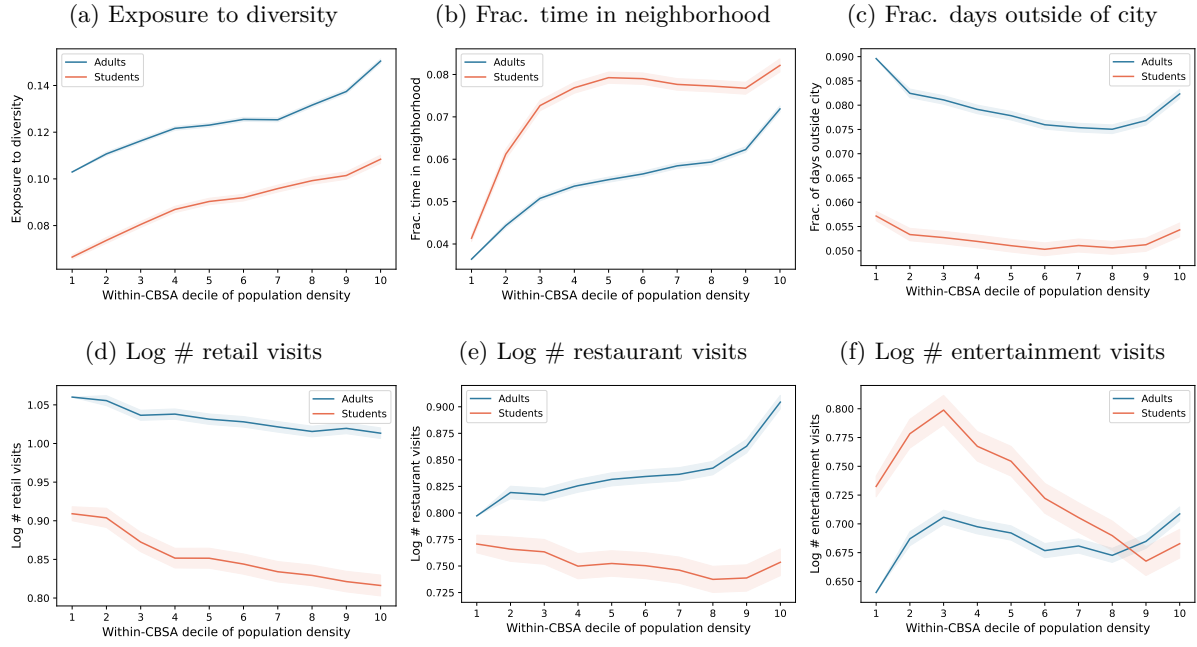 (a) Exposure to diversity
Adults
Students
0.14
0.12
0.10
0.08
Exposure to diversity
1 2 3 4 5 6 7 8 9 10
Within-CBSA decile of population density
(b) Frac. time in neighborhood
Adults
Students
0.08
0.07
0.06
0.05
0.04
Frac. time in neighborhood
1 2 3 4 5 6 7 8 9 10
Within-CBSA decile of population density
(c) Frac. days outside of city
Adults
Students
0.090
0.085
0.080
0.075
0.070
0.065
0.060
0.055
0.050
Frac. of days outside city
1 2 3 4 5 6 7 8 9 10
Within-CBSA decile of population density
(d) Log # retail visits
Adults
Students
1.05
1.00
0.95
0.90
0.85
0.80
Log # retail visits
1 2 3 4 5 6 7 8 9 10
Within-CBSA decile of population density
(e) Log # restaurant visits
Adults
Students
0.900
0.875
0.850
0.825
0.800
0.775
0.750
0.725
Log # restaurant visits
1 2 3 4 5 6 7 8 9 10
Within-CBSA decile of population density
(f) Log # entertainment visits
Adults
Students
0.800
0.775
0.750
0.725
0.700
0.675
0.650
Log # entertainment visits
1 2 3 4 5 6 7 8 9 10
Within-CBSA decile of population density